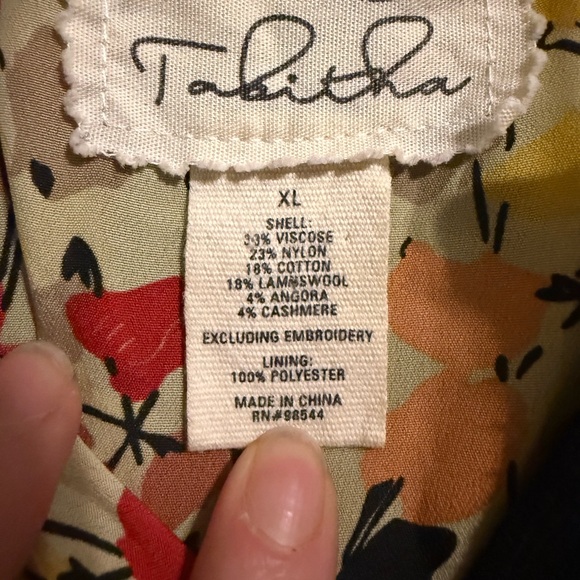 Tabitha
XL
SHELL:
33% VISCOSE
23% NYLON
18% COTTON
18% LAMBSWOOL
4% ANGORA
4% CASHMERE
EXCLUDING EMBROIDERY
LINING:
100% POLYESTER
MADE IN CHINA
RN#98544